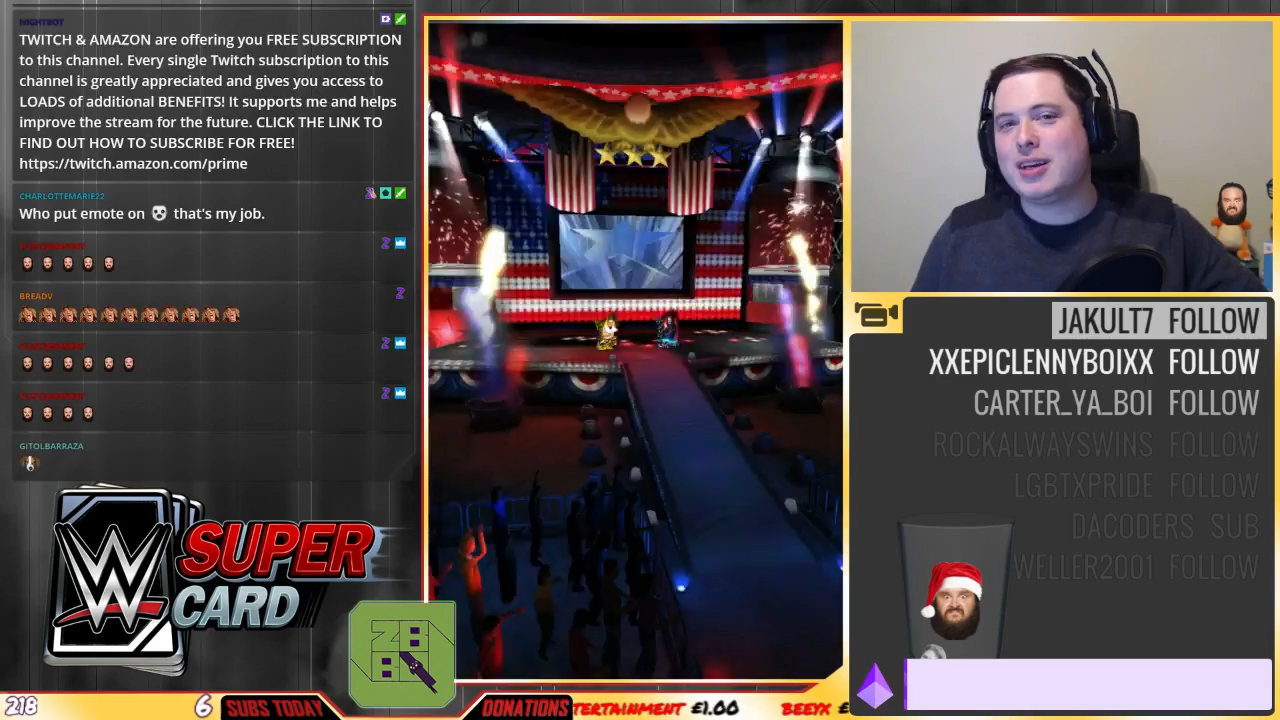 NIGHTBOT
TWITCH & AMAZON are offering you FREE SUBSCRIPTION
to this channel. Every single Twitch subscription to this
channel is greatly appreciated and gives you access to
LOADS of additional BENEFITS! It supports me and helps
improve the stream for the future. CLICK THE LINK TO
FIND OUT HOW TO SUBSCRIBE FOR FREE!
https://twitch.amazon.com/prime
CHARLOTTEMARIE22
Who put emote on 💀 that's my job.
BREADV
GITOLBARRAZA
W
SUPER
CARD
JAKULT7 FOLLOW
XXEPICLENNYBOIXX FOLLOW
CARTER_YA_BOI FOLLOW
ROCKALWAYSWINS FOLLOW
LGBTXPRIDE FOLLOW
DACODERS SUB
WELLER2001 FOLLOW
218
6 SUBS TODAY
DONATIONS
TERTAINMENT £1.00
BEEYX £